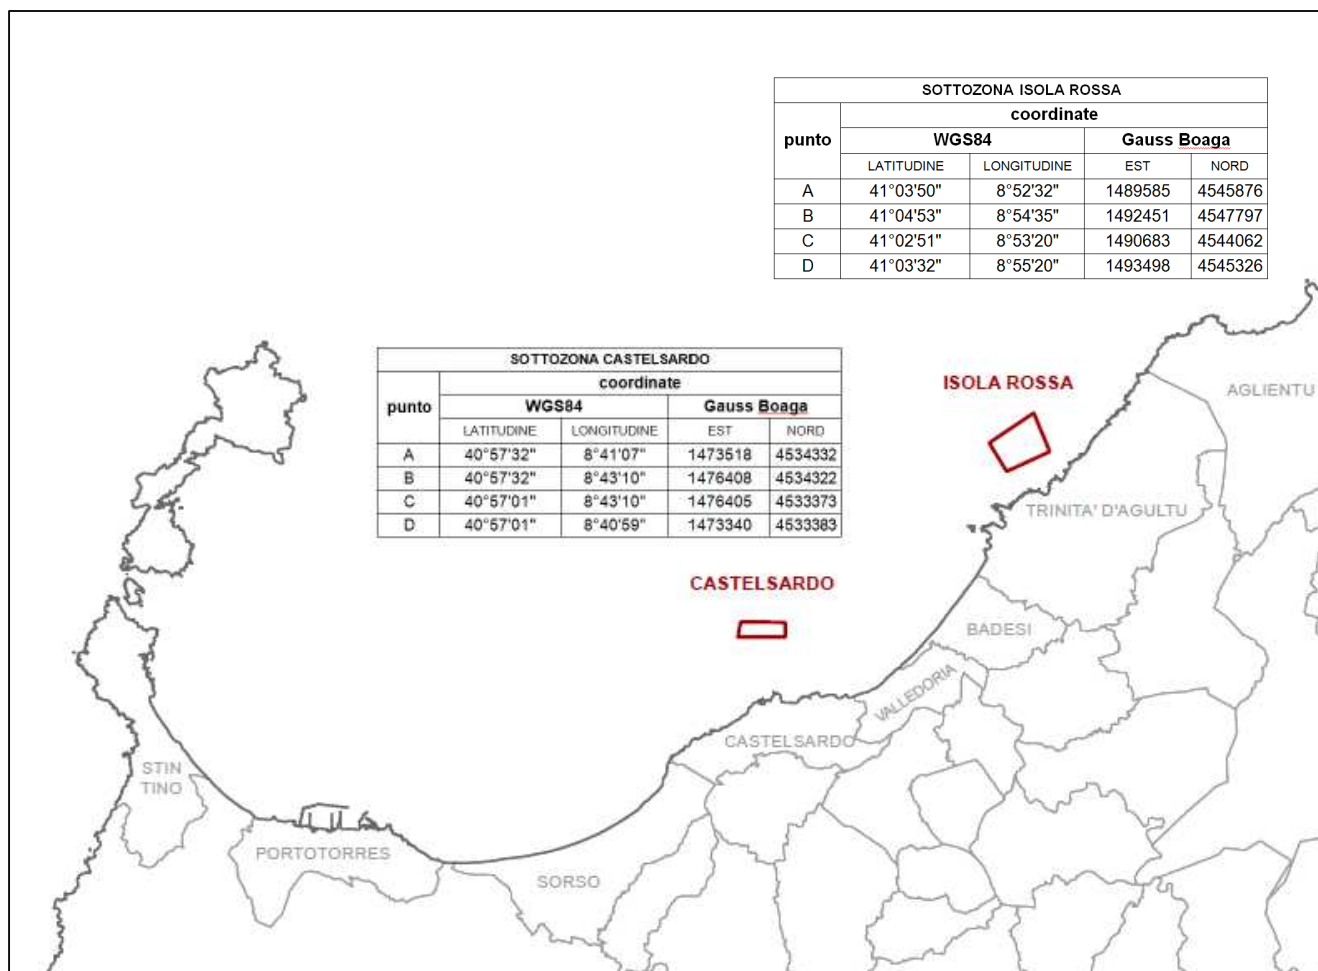 SOTTOZONA ISOLA ROSSA
coordinate
punto WGS84 Gauss Boaga
LATITUDINE LONGITUDINE EST NORD
A 41°03'50" 8°52'32" 1489585 4545876
B 41°04'53" 8°54'35" 1492451 4547797
C 41°02'51" 8°53'20" 1490683 4544062
D 41°03'32" 8°55'20" 1493498 4545326
SOTTOZONA CASTELSARDO
coordinate
punto WGS84 Gauss Boaga
LATITUDINE LONGITUDINE EST NORD
A 40°57'32" 8°41'07" 1473518 4534332
B 40°57'32" 8°43'10" 1476408 4534322
C 40°57'01" 8°43'10" 1476405 4533373
D 40°57'01" 8°40'59" 1473340 4533383
ISOLA ROSSA
AGLIENTU
TRINITA' D'AGULTU
CASTELSARDO
BADESI
VALLEDORIA
CASTELSARDO
STIN
TINO
PORTOTORRES
SORSO